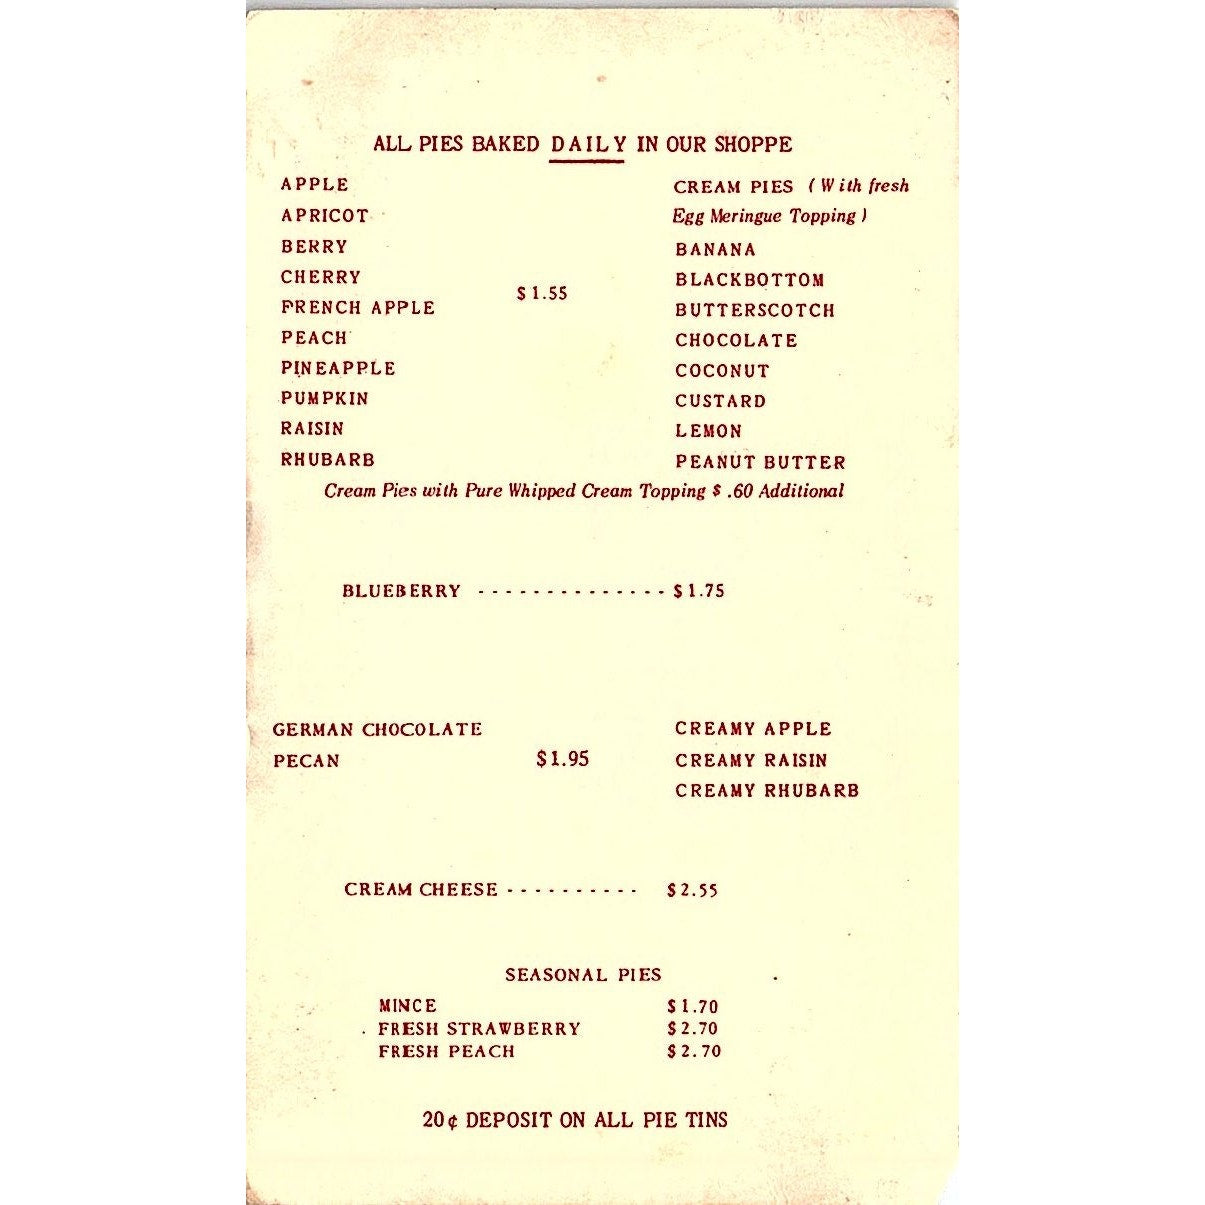 ALL PIES BAKED DAILY IN OUR SHOPPE
APPLE
APRICOT
BERRY
CHERRY
FRENCH APPLE
PEACH
PINEAPPLE
PUMPKIN
RAISIN
RHUBARB
$1.55
CREAM PIES (With fresh
Egg Meringue Topping)
BANANA
BLACKBOTTOM
BUTTERSCOTCH
CHOCOLATE
COCONUT
CUSTARD
LEMON
PEANUT BUTTER
Cream Pies with Pure Whipped Cream Topping $ .60 Additional
BLUEBERRY - - - - - - - - - - - - - - $1.75
GERMAN CHOCOLATE
PECAN
$1.95
CREAMY APPLE
CREAMY RAISIN
CREAMY RHUBARB
CREAM CHEESE - - - - - - - - - - $2.55
SEASONAL PIES
MINCE $1.70
FRESH STRAWBERRY $2.70
FRESH PEACH $2.70
20¢ DEPOSIT ON ALL PIE TINS